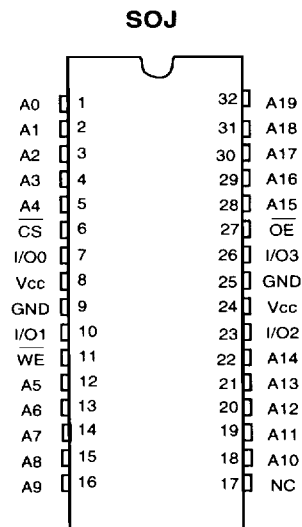 SOJ
A0 1 32 A19
A1 2 31 A18
A2 3 30 A17
A3 4 29 A16
A4 5 28 A15
C̅S̅ 6 27 O̅E̅
I/O0 7 26 I/O3
Vcc 8 25 GND
GND 9 24 Vcc
I/O1 10 23 I/O2
W̅E̅ 11 22 A14
A5 12 21 A13
A6 13 20 A12
A7 14 19 A11
A8 15 18 A10
A9 16 17 NC